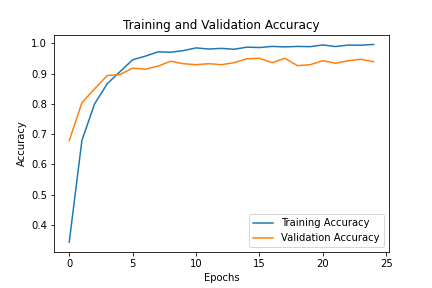 Training and Validation Accuracy
1.0
0.9
0.8
0.7
0.6
0.5
0.4
Accuracy
0 5 10 15 20 25
Epochs
Training Accuracy
Validation Accuracy